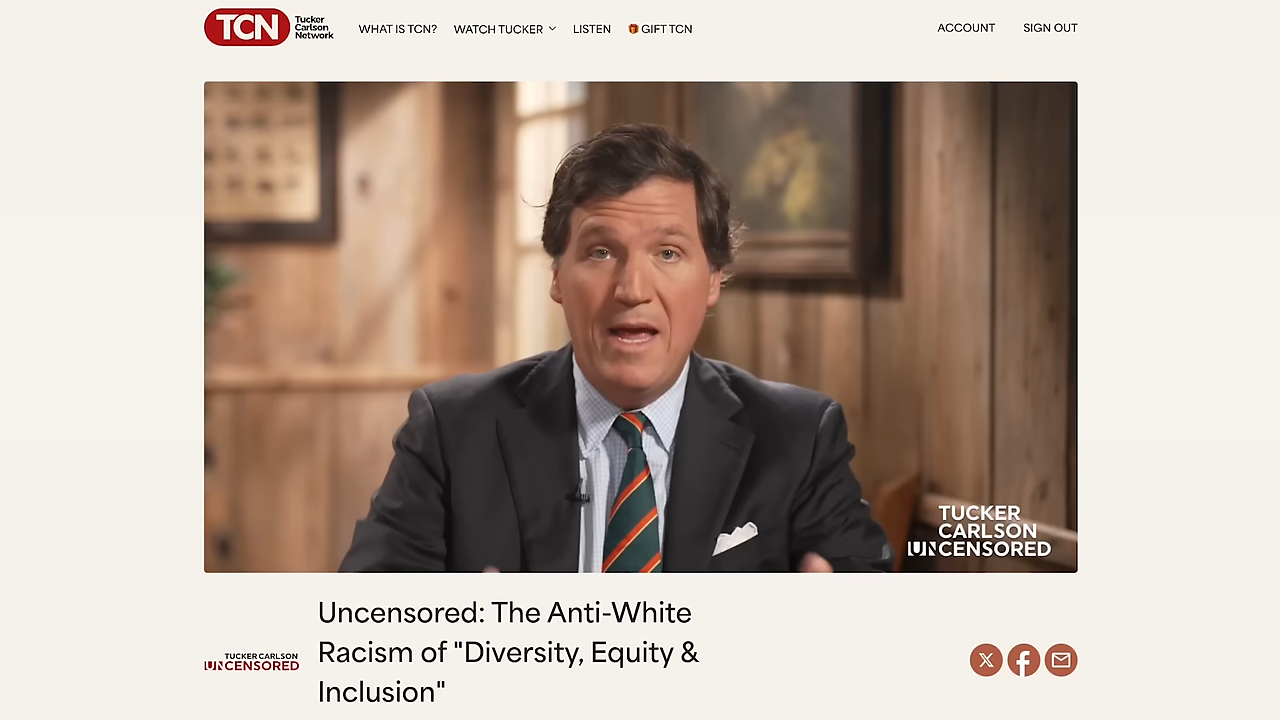 TCN
Tucker
Carlson
Network
WHAT IS TCN?
WATCH TUCKER
LISTEN
GIFT TCN
ACCOUNT
SIGN OUT
TUCKER
CARLSON
UNCENSORED
TUCKER CARLSON
UNCENSORED
Uncensored: The Anti-White
Racism of "Diversity, Equity &
Inclusion"